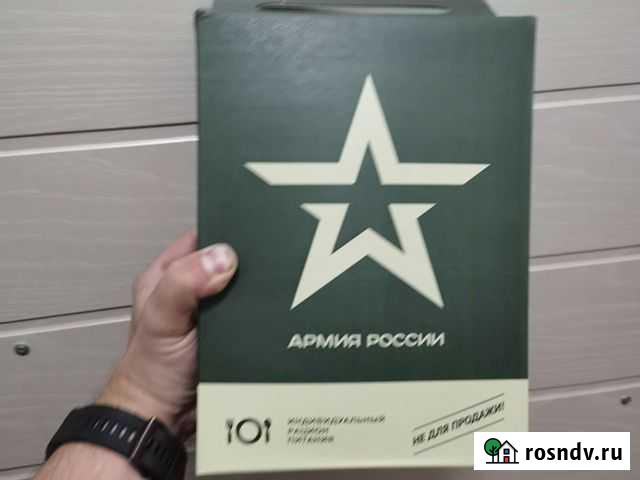 АРМИЯ РОССИИ
ИНДИВИДУАЛЬНЫЙ
РАЦИОН
ПИТАНИЯ
НЕ ДЛЯ ПРОДАЖИ!
rosndv.ru